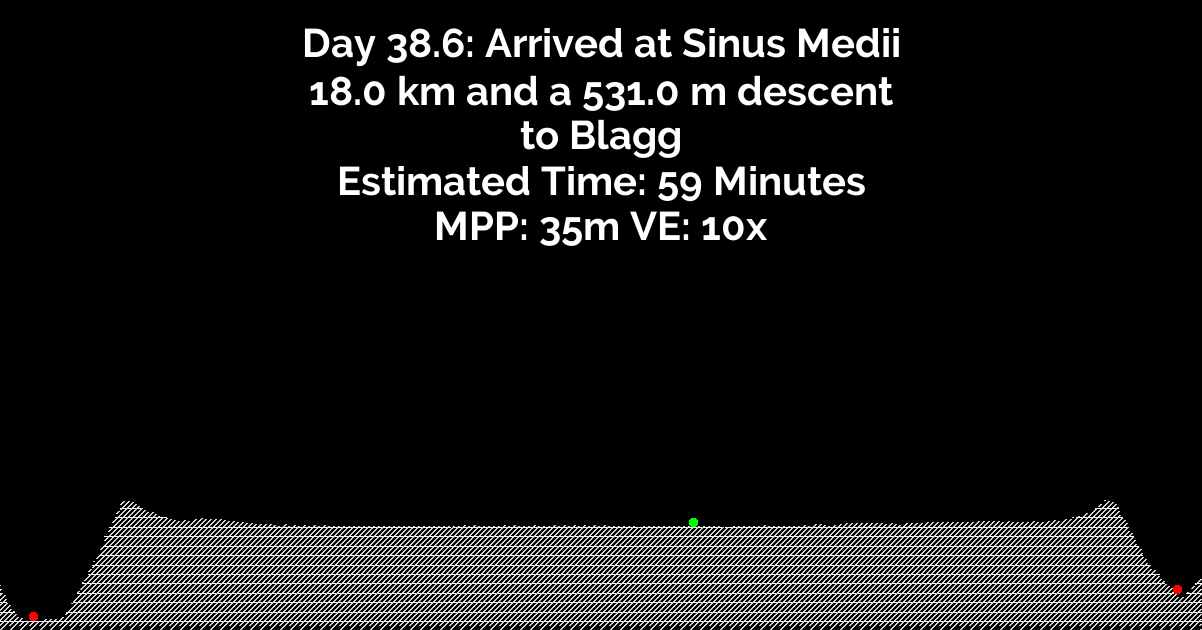 Day 38.6: Arrived at Sinus Medii
18.0 km and a 531.0 m descent
to Blagg
Estimated Time: 59 Minutes
MPP: 35m VE: 10x